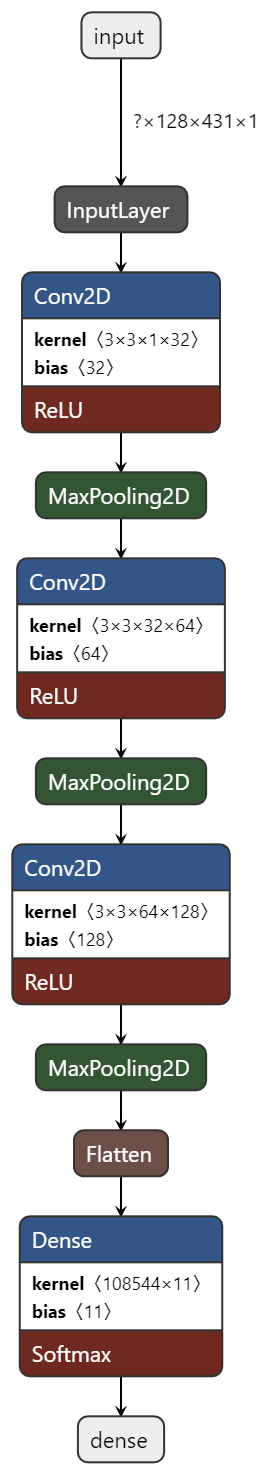 input
?×128×431×1
InputLayer
Conv2D
kernel〈3×3×1×32〉
bias〈32〉
ReLU
MaxPooling2D
Conv2D
kernel〈3×3×32×64〉
bias〈64〉
ReLU
MaxPooling2D
Conv2D
kernel〈3×3×64×128〉
bias〈128〉
ReLU
MaxPooling2D
Flatten
Dense
kernel〈108544×11〉
bias〈11〉
Softmax
dense